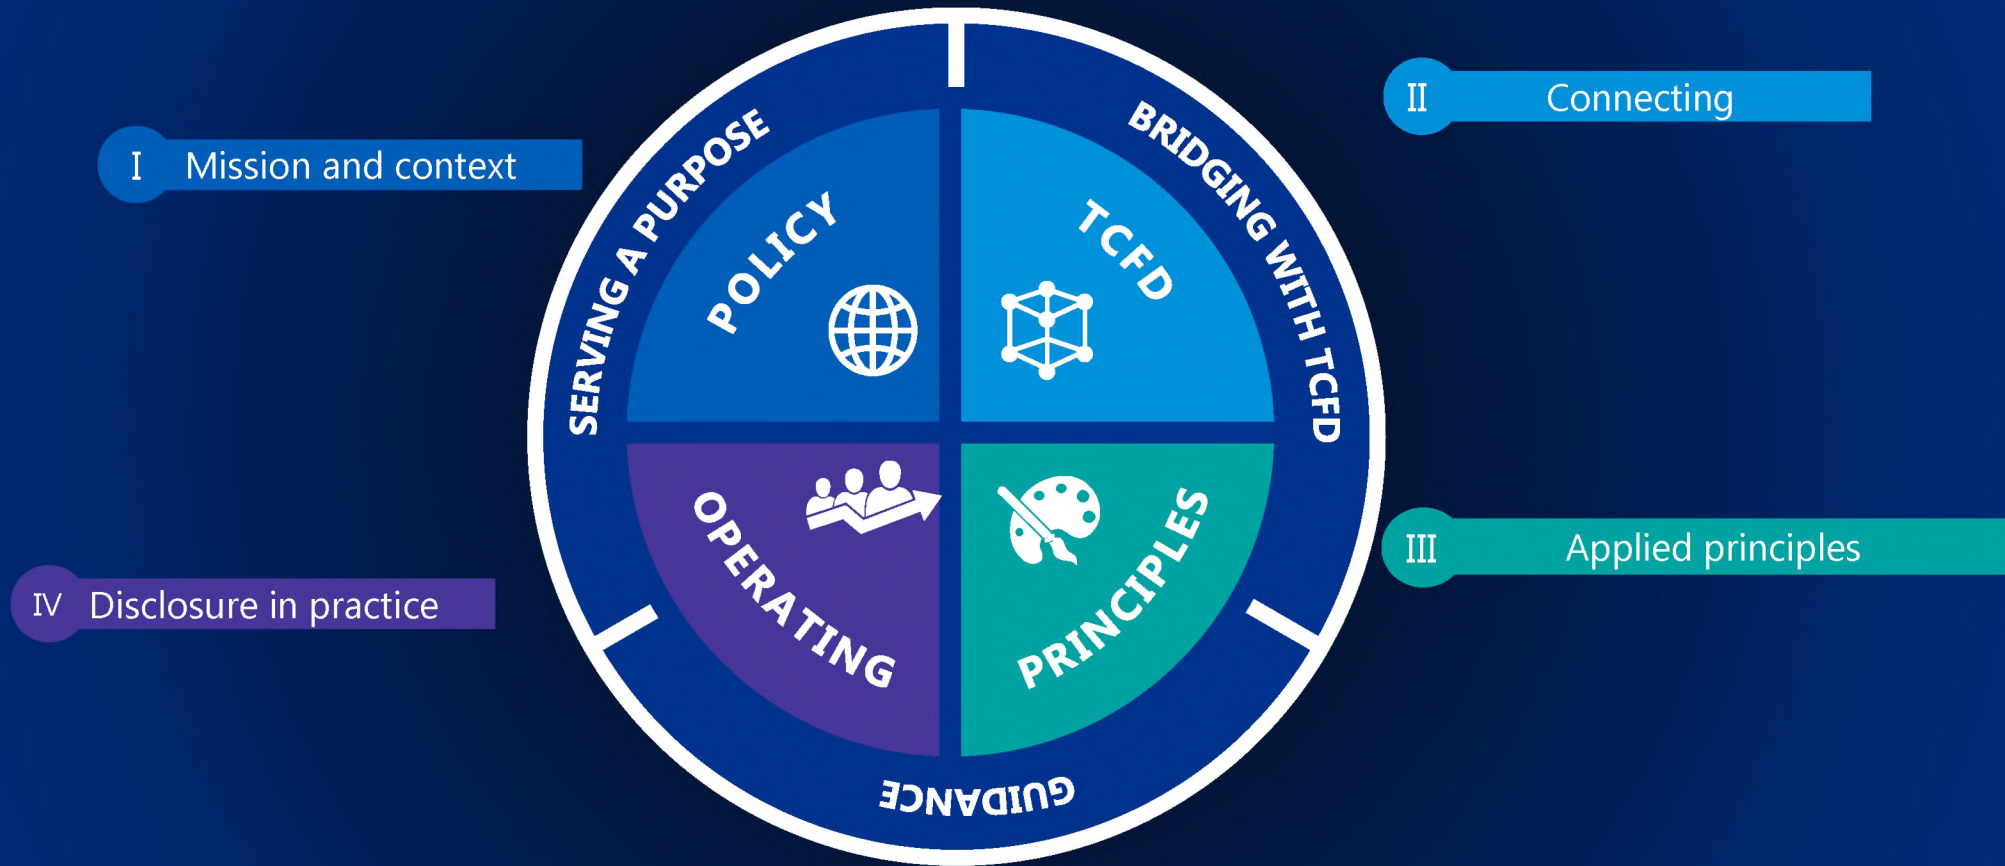 I Mission and context
II Connecting
SERVING A PURPOSE
BRIDGING WITH TCFD
POLICY
TCFD
OPERATING
PRINCIPLES
III Applied principles
IV Disclosure in practice
GUIDANCE